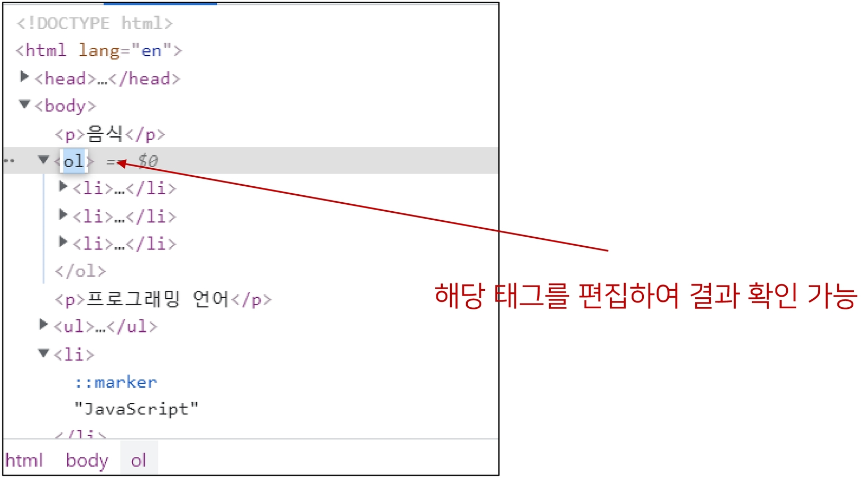 <!DOCTYPE html>
<html lang="en">
<head>…</head>
<body>
<p>음식</p>
<ol> == $0
<li>…</li>
<li>…</li>
<li>…</li>
</ol>
해당 태그를 편집하여 결과 확인 가능
<p>프로그래밍 언어</p>
<ul>…</ul>
<li>
::marker
"JavaScript"
</li>
html body ol